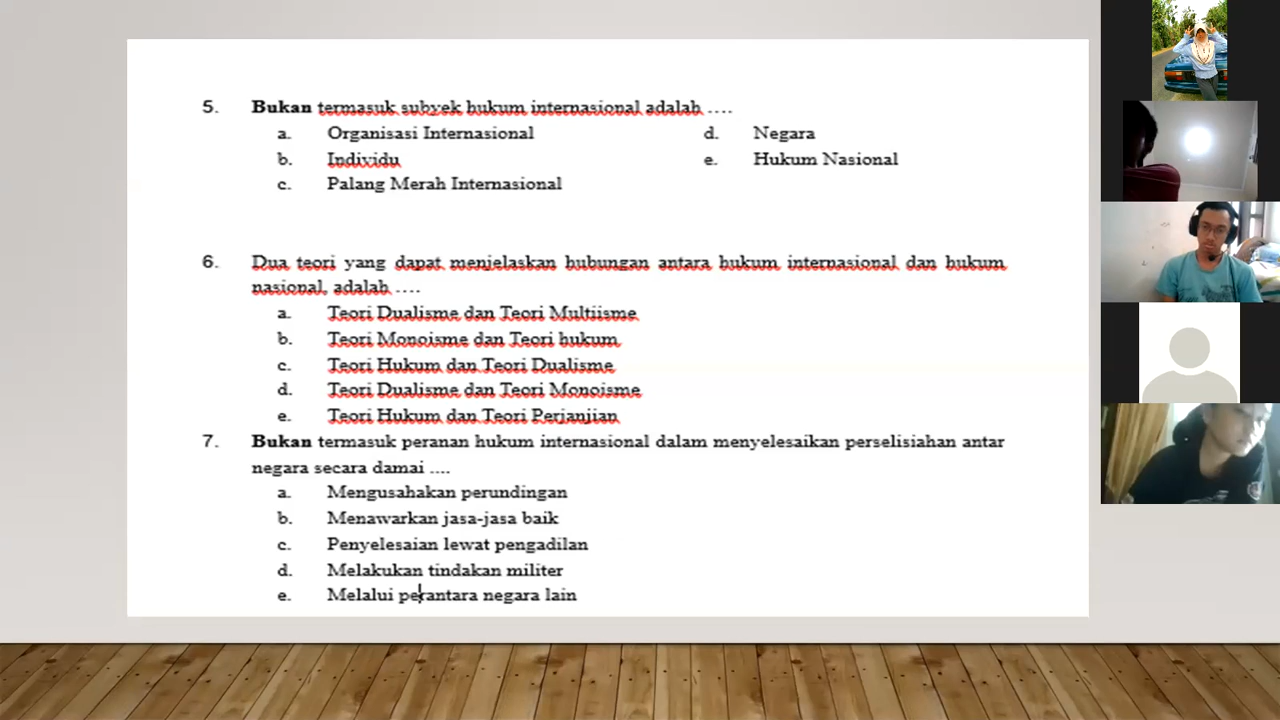 5. Bukan termasuk subyek hukum internasional adalah ….
a. Organisasi Internasional d. Negara
b. Individu e. Hukum Nasional
c. Palang Merah Internasional
6. Dua teori yang dapat menjelaskan hubungan antara hukum internasional dan hukum
nasional, adalah ….
a. Teori Dualisme dan Teori Multiisme
b. Teori Monoisme dan Teori hukum
c. Teori Hukum dan Teori Dualisme
d. Teori Dualisme dan Teori Monoisme
e. Teori Hukum dan Teori Perjanjian
7. Bukan termasuk peranan hukum internasional dalam menyelesaikan perselisiahan antar
negara secara damai ....
a. Mengusahakan perundingan
b. Menawarkan jasa-jasa baik
c. Penyelesaian lewat pengadilan
d. Melakukan tindakan militer
e. Melalui perantara negara lain